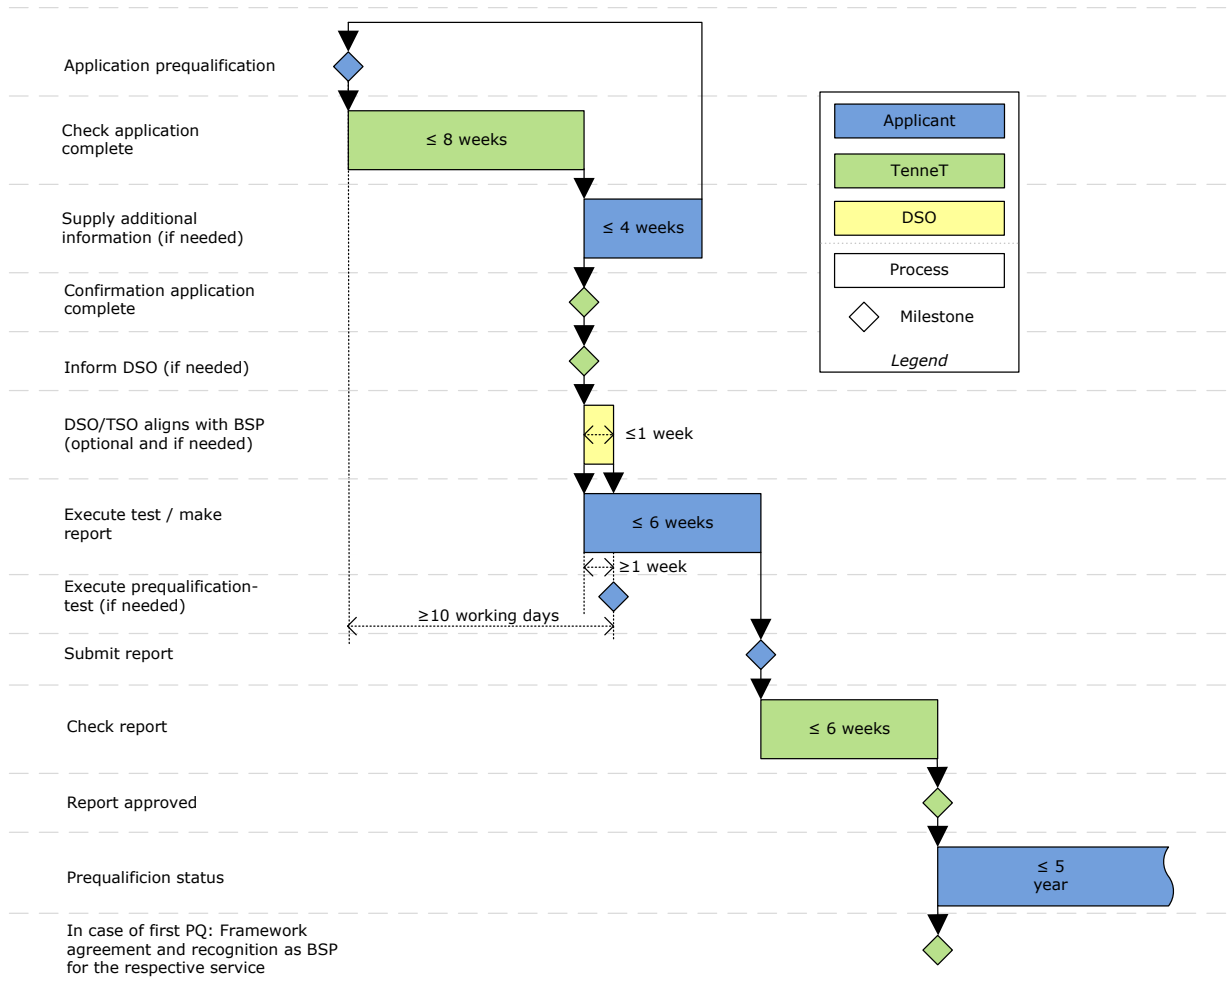 Application prequalification
Check application
complete
≤ 8 weeks
Applicant
TenneT
DSO
Process
Milestone
Legend
Supply additional
information (if needed)
≤ 4 weeks
Confirmation application
complete
Inform DSO (if needed)
DSO/TSO aligns with BSP
(optional and if needed)
≤1 week
Execute test / make
report
≤ 6 weeks
≥1 week
Execute prequalification-
test (if needed)
≥10 working days
Submit report
Check report
≤ 6 weeks
Report approved
Prequalificion status
≤ 5
year
In case of first PQ: Framework
agreement and recognition as BSP
for the respective service